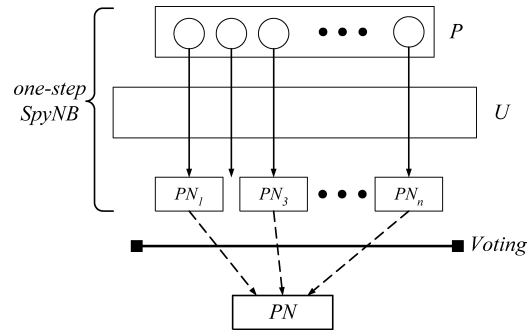 P
one-step
SpyNB
U
PN1 PN3 PNn
Voting
PN